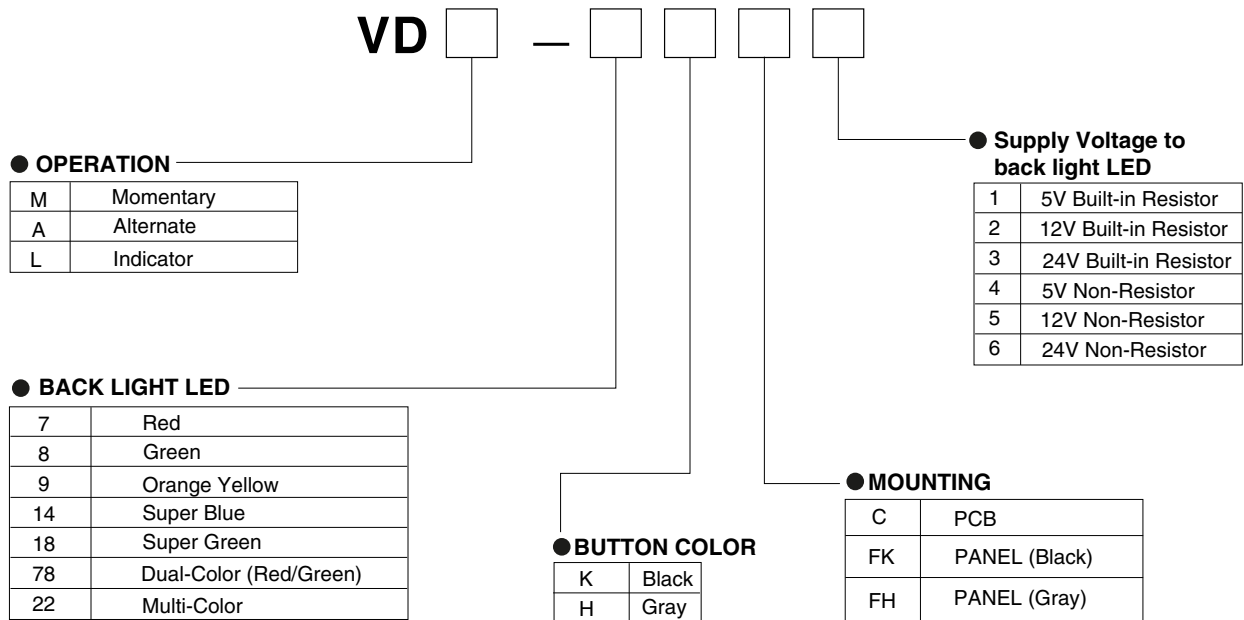 VD —
● OPERATION
M Momentary
A Alternate
L Indicator
● Supply Voltage to
back light LED
1 5V Built-in Resistor
2 12V Built-in Resistor
3 24V Built-in Resistor
4 5V Non-Resistor
5 12V Non-Resistor
6 24V Non-Resistor
● BACK LIGHT LED
7 Red
8 Green
9 Orange Yellow
14 Super Blue
18 Super Green
78 Dual-Color (Red/Green)
22 Multi-Color
● BUTTON COLOR
K Black
H Gray
● MOUNTING
C PCB
FK PANEL (Black)
FH PANEL (Gray)